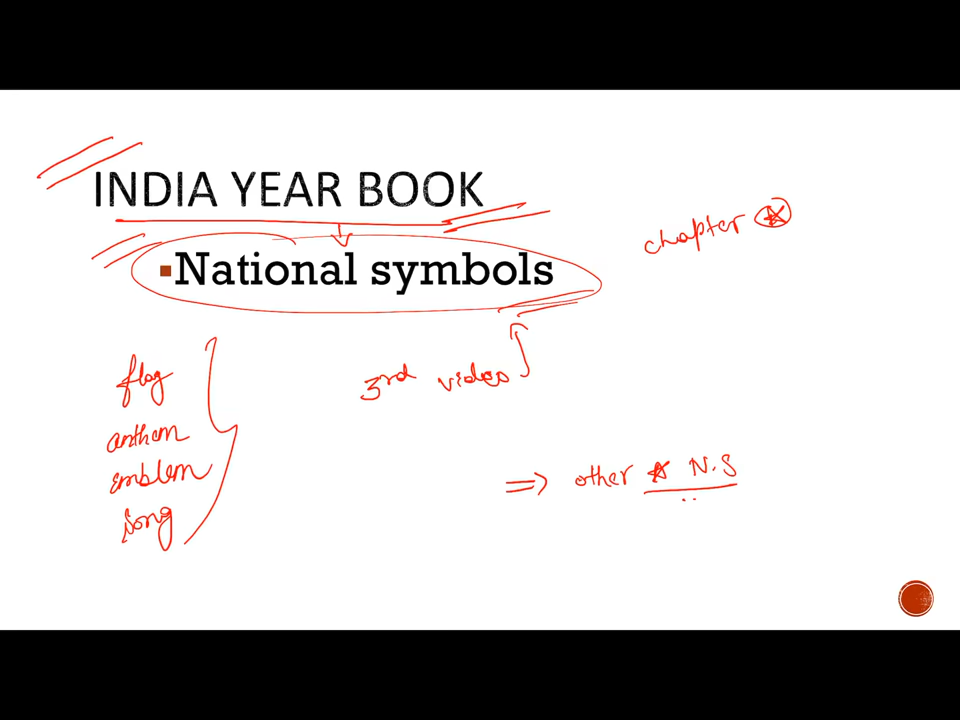 INDIA YEAR BOOK
chapter
▪National symbols
3rd video
flag
anthem
emblem
song
other N.S